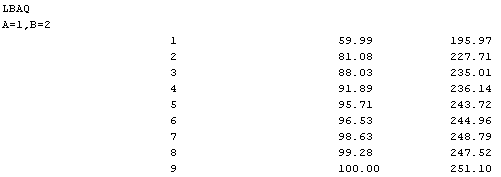 LBAQ
A=1,B=2
1 59.99 195.97
2 81.08 227.71
3 88.03 235.01
4 91.89 236.14
5 95.71 243.72
6 96.53 244.96
7 98.63 248.79
8 99.28 247.52
9 100.00 251.10